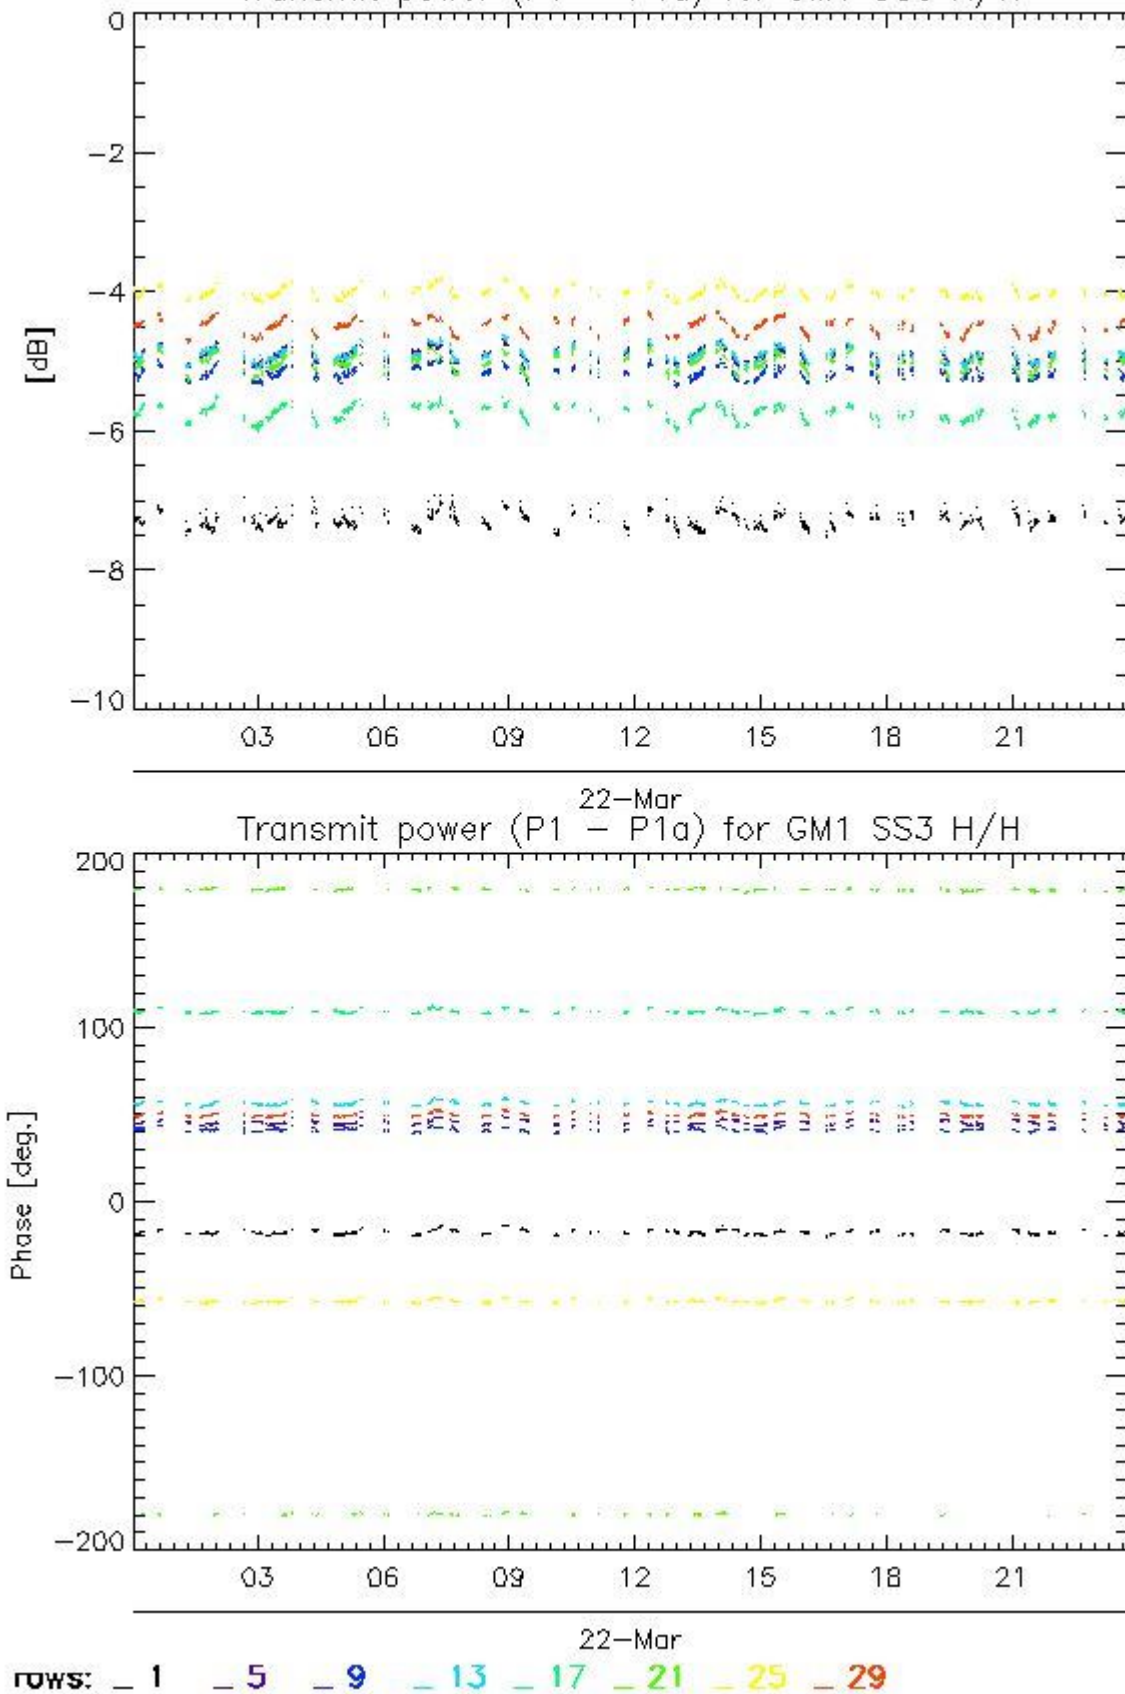 0
-2
-4
[dB]
-6
-8
-10
03 06 09 12 15 18 21
22-Mar
Transmit power (P1 - P1a) for GM1 SS3 H/H
200
100
Phase [deg.]
0
-100
-200
03 06 09 12 15 18 21
22-Mar
rows: _ 1 _ 5 _ 9 _ 13 _ 17 _ 21 _ 25 _ 29